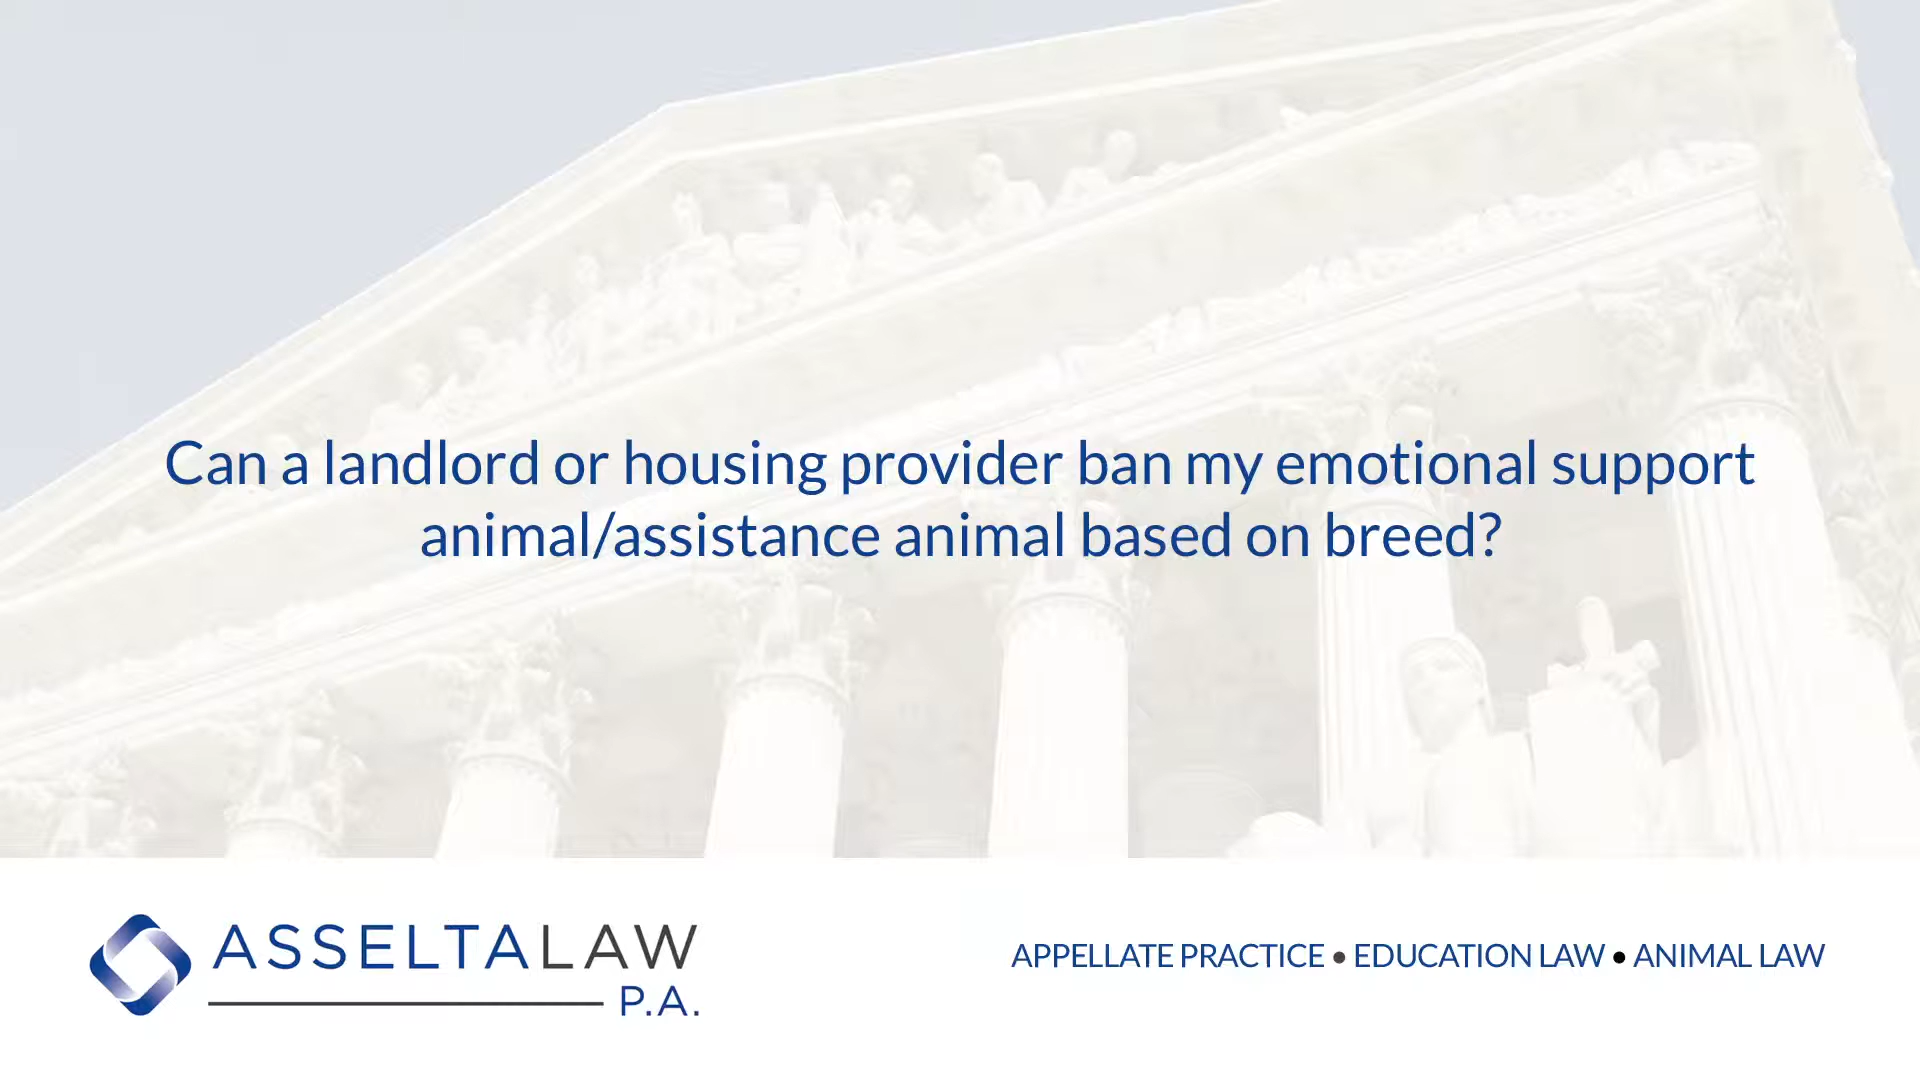 Can a landlord or housing provider ban my emotional support
animal/assistance animal based on breed?
ASSELTALAW
P.A.
APPELLATE PRACTICE • EDUCATION LAW • ANIMAL LAW